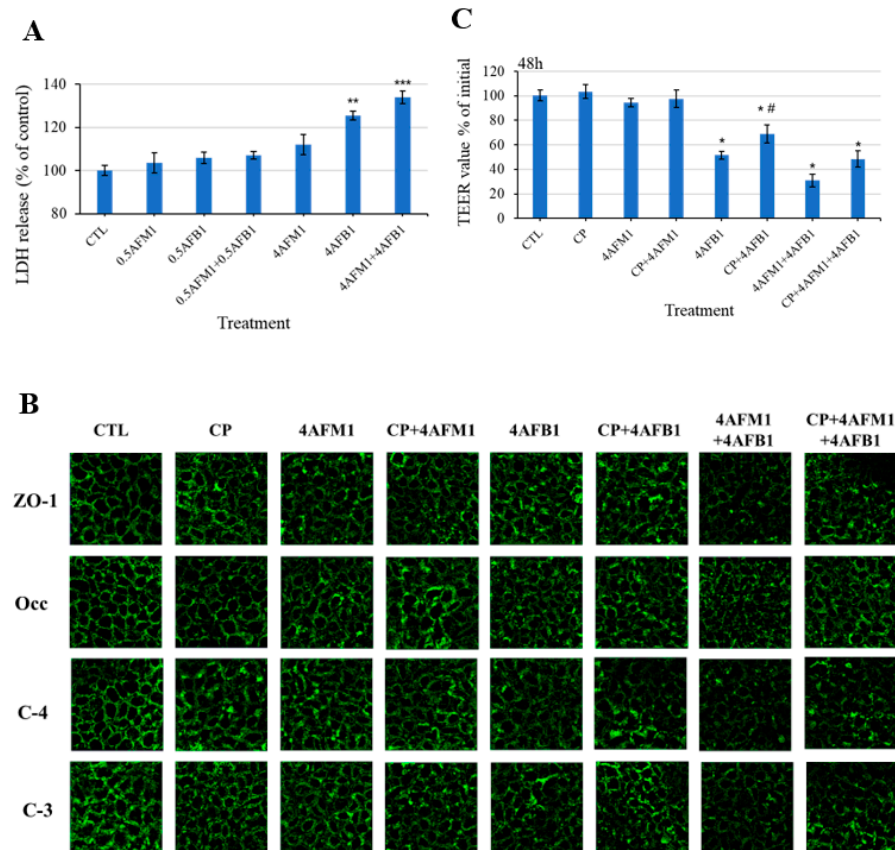 A
LDH release (% of control)
140
120
100
80
**
***
CTL
0.5AFM1
0.5AFB1
0.5AFM1+0.5AFB1
4AFM1
4AFB1
4AFM1+4AFB1
Treatment
C
48h
TEER value % of initial
120
100
80
60
40
20
0
*
* #
*
*
CTL
CP
4AFM1
CP+4AFM1
4AFB1
CP+4AFB1
4AFM1+4AFB1
CP+4AFM1+4AFB1
Treatment
B
CTL
CP
4AFM1
CP+4AFM1
4AFB1
CP+4AFB1
4AFM1
+4AFB1
CP+4AFM1
+4AFB1
ZO-1
Occ
C-4
C-3